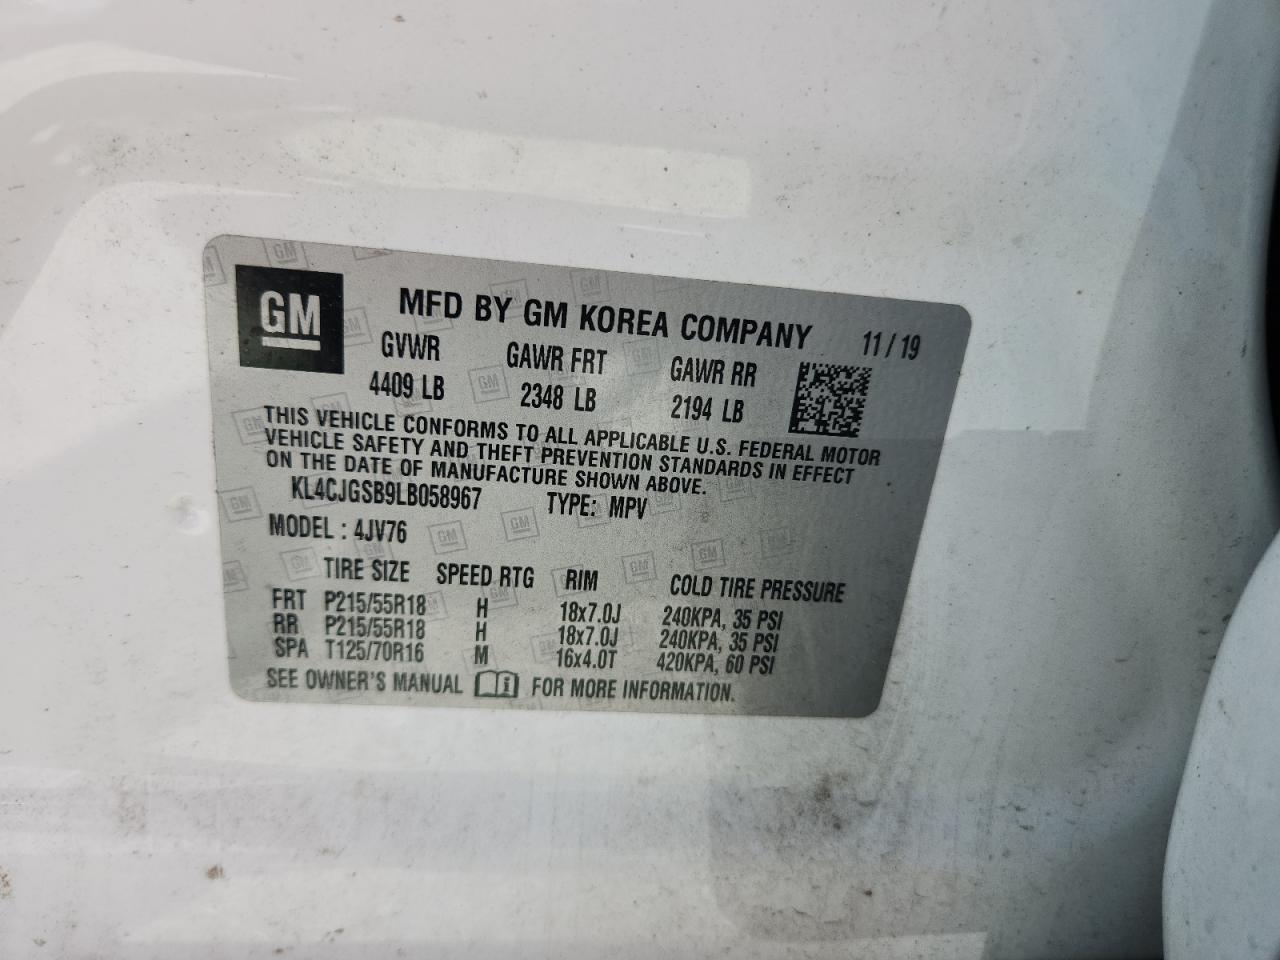 GM
MFD BY GM KOREA COMPANY 11 / 19
GVWR GAWR FRT GAWR RR
4409 LB 2348 LB 2194 LB
THIS VEHICLE CONFORMS TO ALL APPLICABLE U.S. FEDERAL MOTOR
VEHICLE SAFETY AND THEFT PREVENTION STANDARDS IN EFFECT
ON THE DATE OF MANUFACTURE SHOWN ABOVE.
KL4CJGSB9LB058967 TYPE: MPV
MODEL : 4JV76
TIRE SIZE SPEED RTG RIM COLD TIRE PRESSURE
FRT P215/55R18 H 18x7.0J 240KPA, 35 PSI
RR P215/55R18 H 18x7.0J 240KPA, 35 PSI
SPA T125/70R16 M 16x4.0T 420KPA, 60 PSI
SEE OWNER'S MANUAL i FOR MORE INFORMATION.